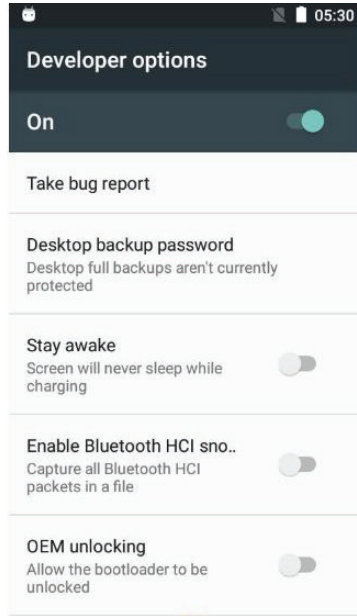 05:30
Developer options
On
Take bug report
Desktop backup password
Desktop full backups aren't currently
protected
Stay awake
Screen will never sleep while
charging
Enable Bluetooth HCI sno..
Capture all Bluetooth HCI
packets in a file
OEM unlocking
Allow the bootloader to be
unlocked